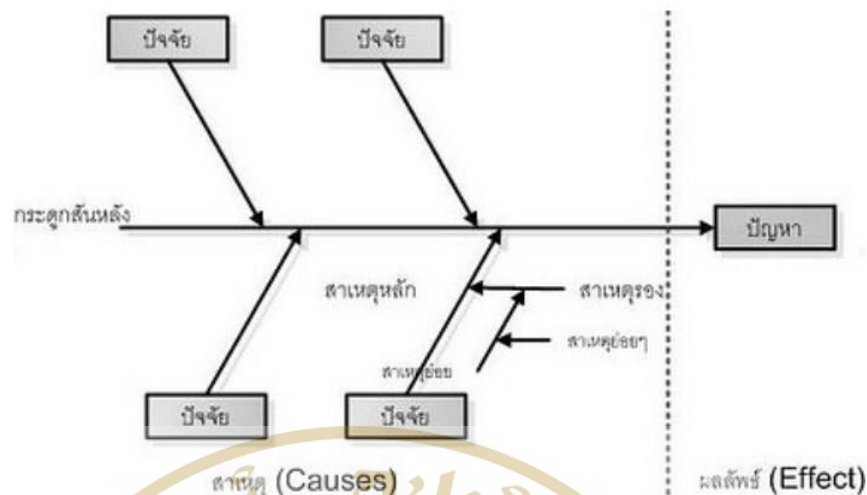 ปัจจัย ปัจจัย
กระดูกสันหลัง
ปัญหา
สาเหตุหลัก สาเหตุรอง
สาเหตุย่อยๆ
สาเหตุย่อย
ปัจจัย ปัจจัย
สาเหตุ (Causes) ผลลัพธ์ (Effect)